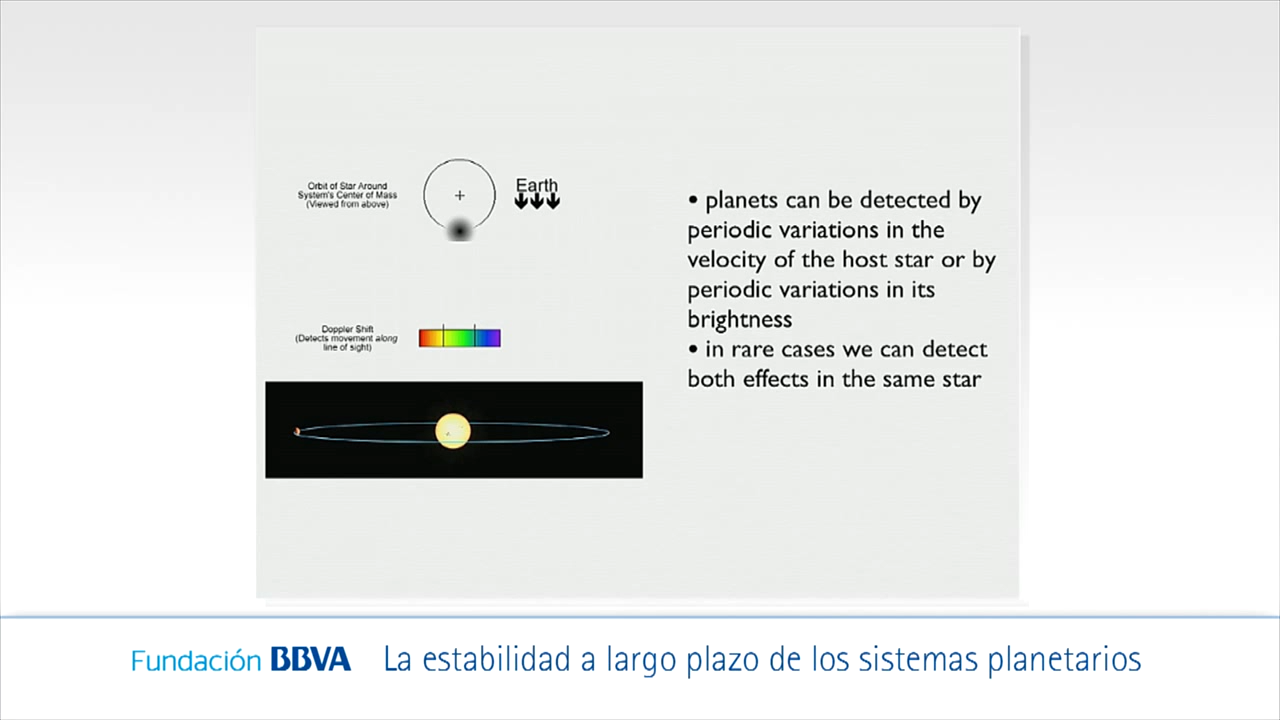 Orbit of Star Around
System's Center of Mass
(Viewed from above)
Earth
Doppler Shift
(Detects movement along
line of sight)
• planets can be detected by
periodic variations in the
velocity of the host star or by
periodic variations in its
brightness
• in rare cases we can detect
both effects in the same star
Fundación BBVA La estabilidad a largo plazo de los sistemas planetarios